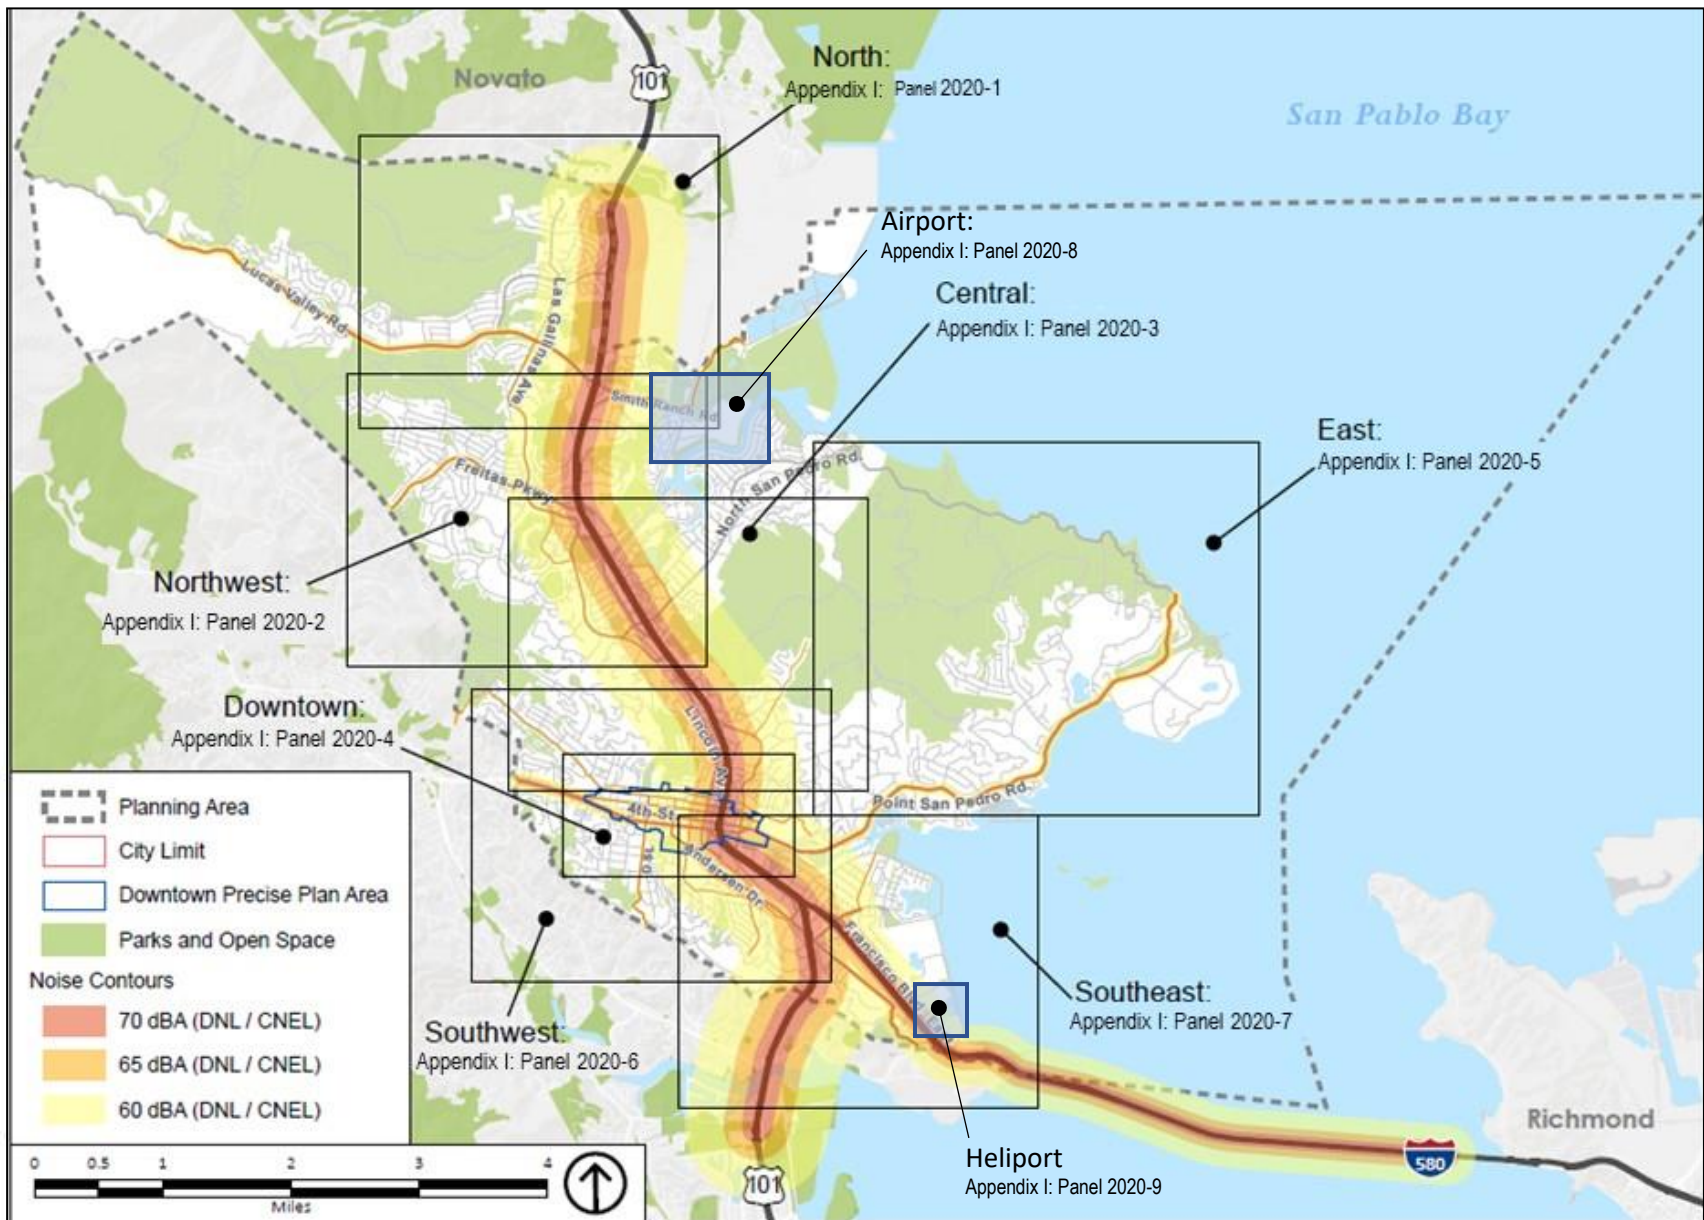 Novato
101
North:
Appendix I: Panel 2020-1
San Pablo Bay
Airport:
Appendix I: Panel 2020-8
Central:
Appendix I: Panel 2020-3
Lucas Valley Rd.
Las Gallinas Ave
Smith Ranch Rd.
East:
Appendix I: Panel 2020-5
Freitas Pkwy
North San Pedro Rd.
Northwest:
Appendix I: Panel 2020-2
Downtown:
Appendix I: Panel 2020-4
Lincoln Av
Point San Pedro Rd.
4th St
Andersen Dr.
Francisco Blvd
Planning Area
City Limit
Downtown Precise Plan Area
Parks and Open Space
Noise Contours
70 dBA (DNL / CNEL)
65 dBA (DNL / CNEL)
60 dBA (DNL / CNEL)
Southwest:
Appendix I: Panel 2020-6
Southeast:
Appendix I: Panel 2020-7
Richmond
580
Heliport
Appendix I: Panel 2020-9
101
0 0.5 1 2 3 4
Miles